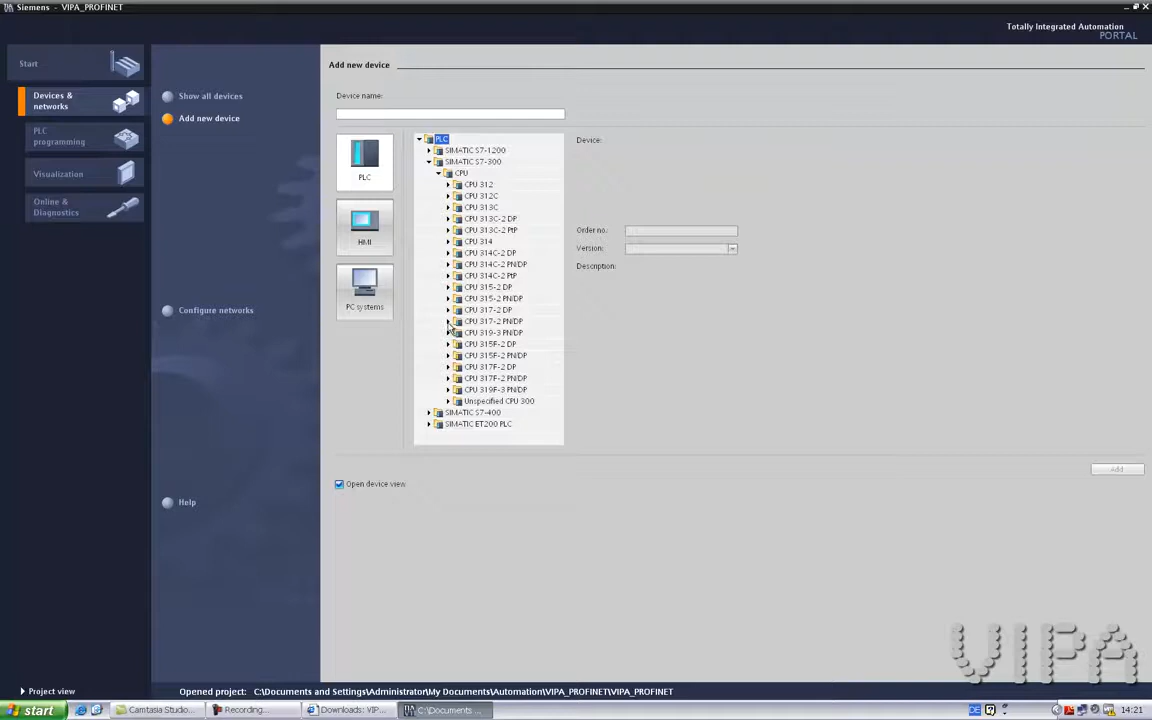 Siemens - VIPA_PROFINET
Totally Integrated Automation
PORTAL
Start
Devices &
networks
PLC
programming
Visualization
Online &
Diagnostics
Show all devices
Add new device
Configure networks
Help
Add new device
Device name:
PLC
HMI
PC systems
PLC
SIMATIC S7-1200
SIMATIC S7-300
CPU
CPU 312
CPU 312C
CPU 313C
CPU 313C-2 DP
CPU 313C-2 PtP
CPU 314
CPU 314C-2 DP
CPU 314C-2 PN/DP
CPU 314C-2 PtP
CPU 315-2 DP
CPU 315-2 PN/DP
CPU 317-2 DP
CPU 317-2 PN/DP
CPU 319-3 PN/DP
CPU 315F-2 DP
CPU 315F-2 PN/DP
CPU 317F-2 DP
CPU 317F-2 PN/DP
CPU 319F-3 PN/DP
Unspecified CPU 300
SIMATIC S7-400
SIMATIC ET200 PLC
Device:
Order no.
Version:
Description:
Add
Open device view
VIPA
Project view
Opened project: C:\Documents and Settings\Administrator\My Documents\Automation\VIPA_PROFINET\VIPA_PROFINET
start
Camtasia Studio...
Recording...
Downloads: VIP...
C:\Documents ...
DE
14:21